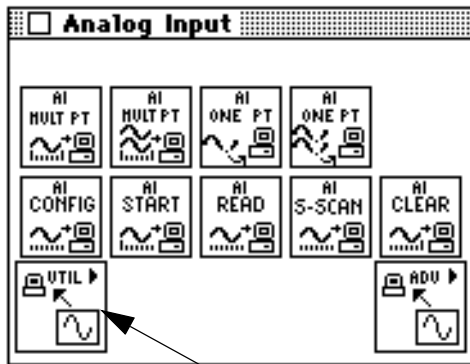 Analog Input
AI MULT PT
AI MULT PT
AI ONE PT
AI ONE PT
AI CONFIG
AI START
AI READ
AI S-SCAN
AI CLEAR
UTIL
ADV